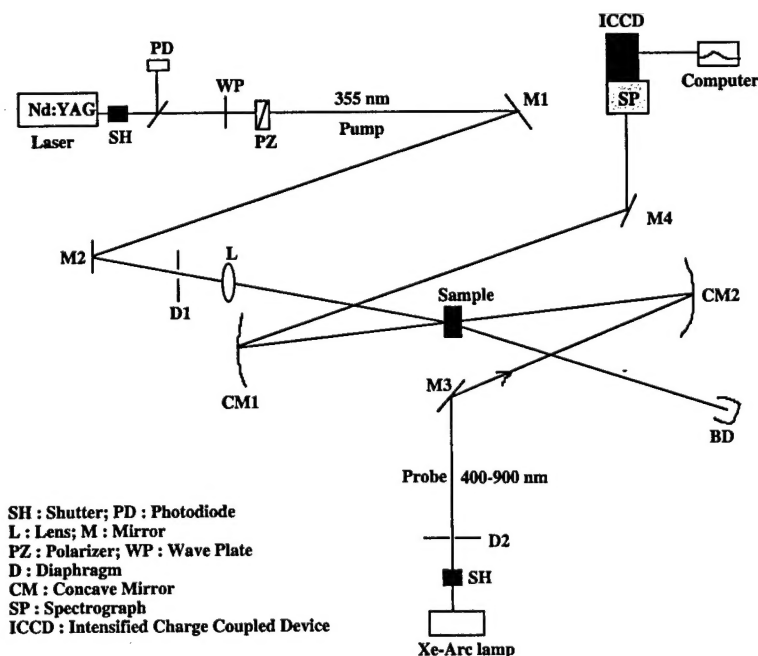 ICCD
PD
WP
355 nm
M1
Computer
Nd:YAG
SP
Laser
SH
PZ
Pump
M4
M2
L
D1
Sample
CM2
CM1
M3
BD
Probe 400-900 nm
D2
SH
Xe-Arc lamp
SH : Shutter; PD : Photodiode
L : Lens; M : Mirror
PZ : Polarizer; WP : Wave Plate
D : Diaphragm
CM : Concave Mirror
SP : Spectrograph
ICCD : Intensified Charge Coupled Device